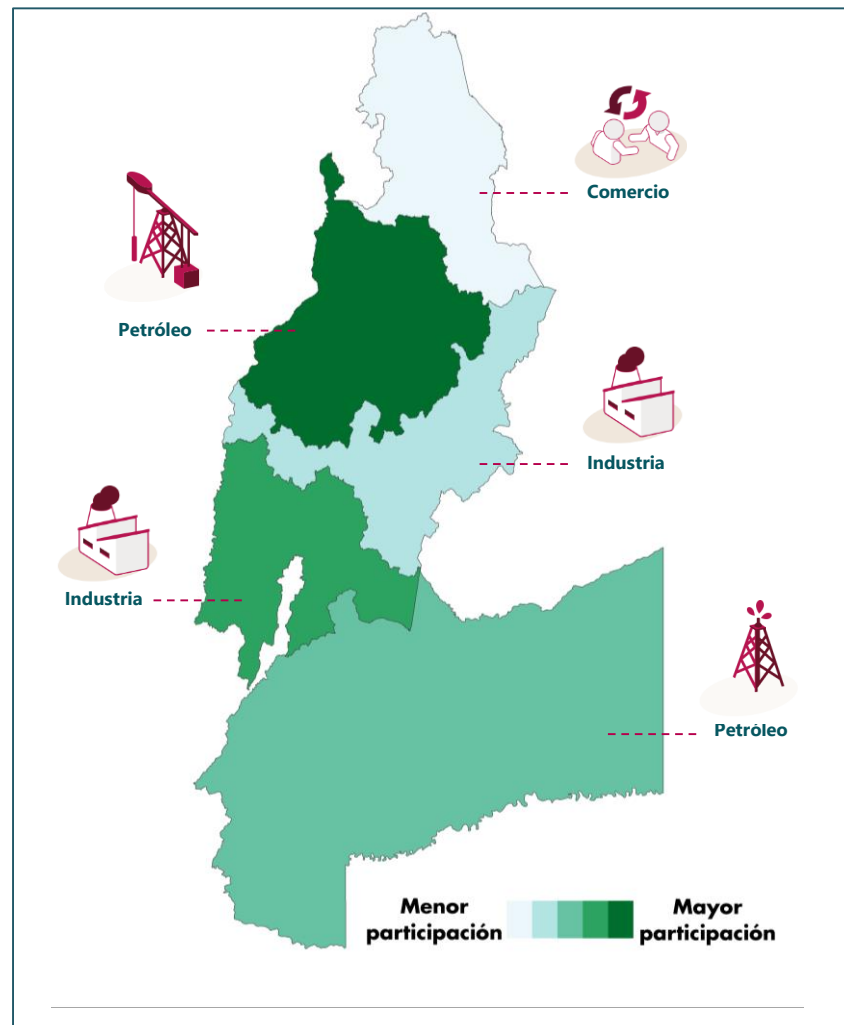 Comercio
Petróleo
Industria
Industria
Petróleo
Menor participación
Mayor participación